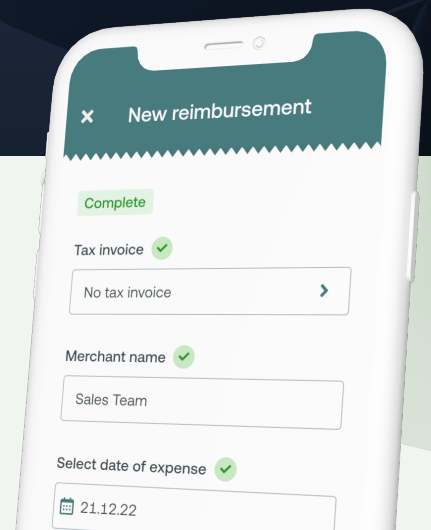 New reimbursement
Complete
Tax invoice
No tax invoice
Merchant name
Sales Team
Select date of expense
21.12.22